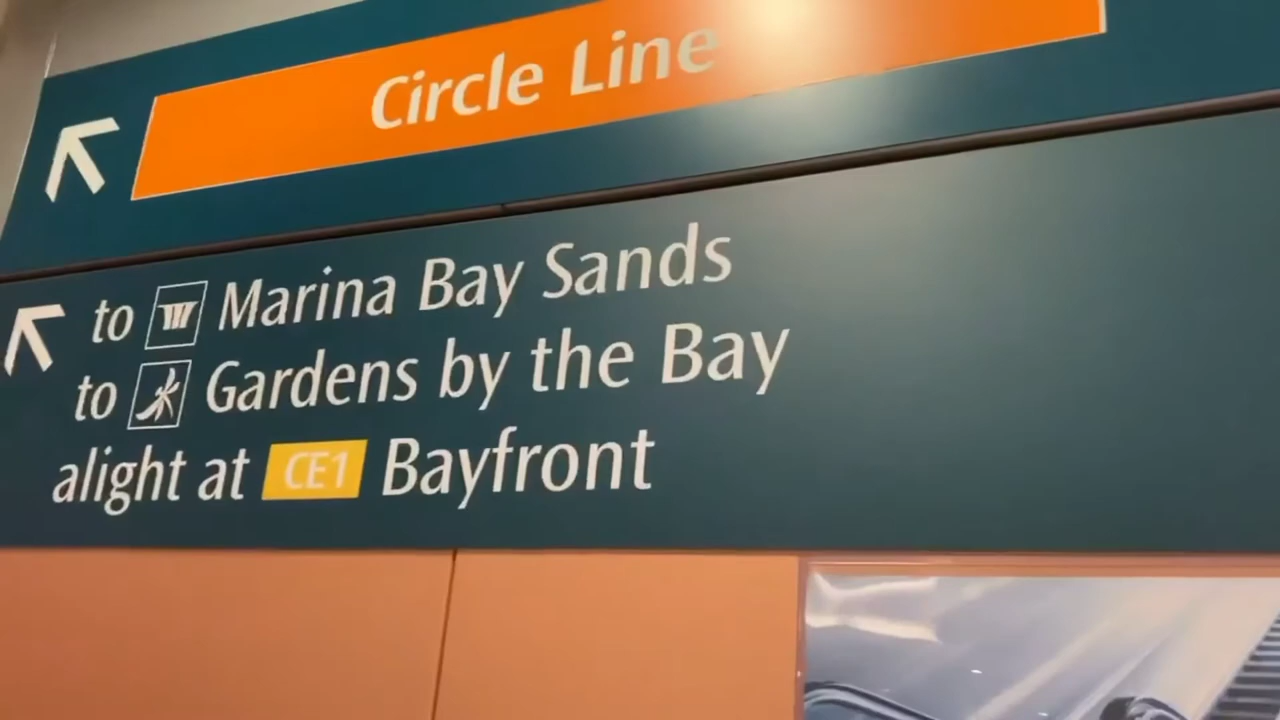 Circle Line
to Marina Bay Sands
to Gardens by the Bay
alight at CE1 Bayfront